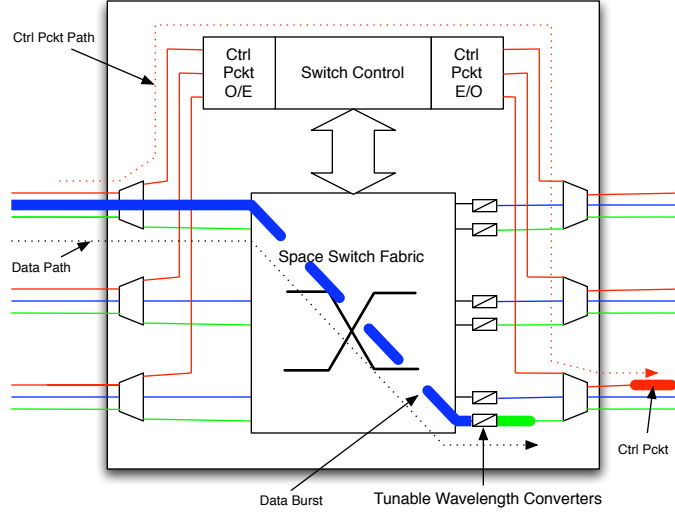 Ctrl Pckt Path
Ctrl
Pckt
O/E
Switch Control
Ctrl
Pckt
E/O
Space Switch Fabric
Data Path
Ctrl Pckt
Data Burst
Tunable Wavelength Converters